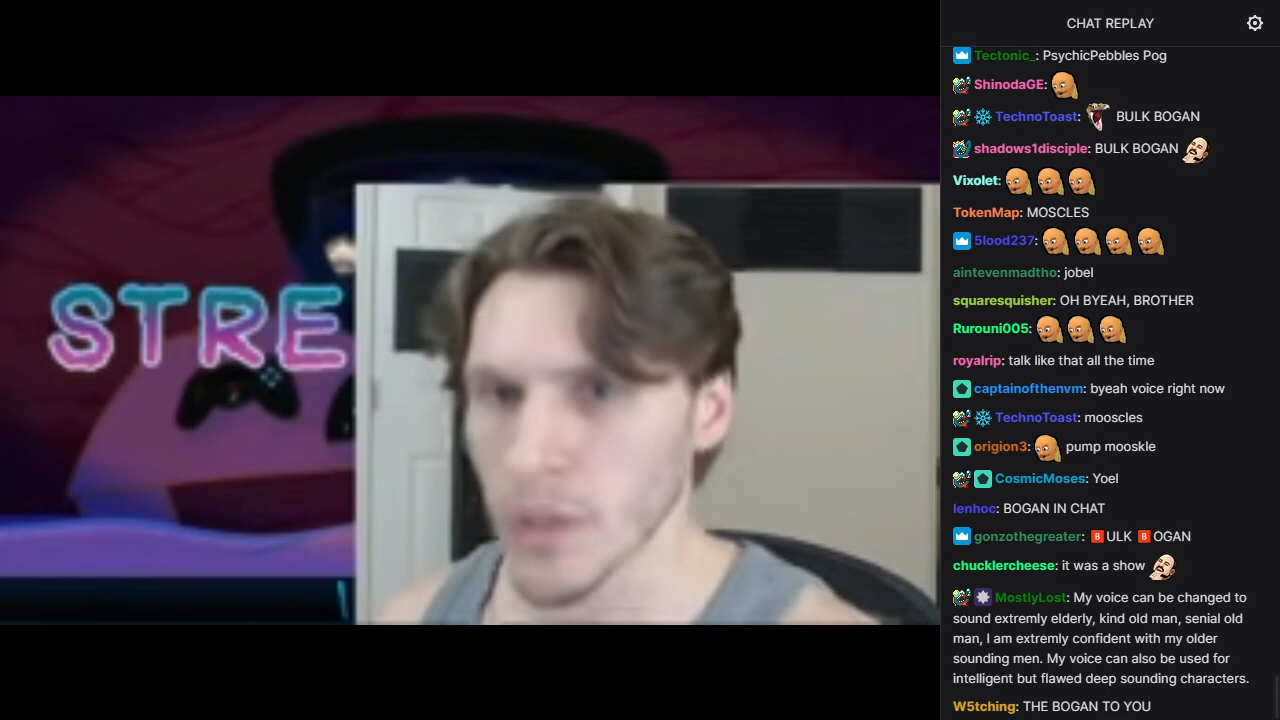 STRE
CHAT REPLAY
Tectonic_: PsychicPebbles Pog
ShinodaGE:
TechnoToast: BULK BOGAN
shadows1disciple: BULK BOGAN
Vixolet:
TokenMap: MOSCLES
5lood237:
aintevenmadtho: jobel
squaresquisher: OH BYEAH, BROTHER
Rurouni005:
royalrip: talk like that all the time
captainofthenvm: byeah voice right now
TechnoToast: mooscles
origion3: pump mooskle
CosmicMoses: Yoel
lenhoc: BOGAN IN CHAT
gonzothegreater: B ULK B OGAN
chucklercheese: it was a show
MostlyLost: My voice can be changed to
sound extremly elderly, kind old man, senial old
man, I am extremly confident with my older
sounding men. My voice can also be used for
intelligent but flawed deep sounding characters.
W5tching: THE BOGAN TO YOU